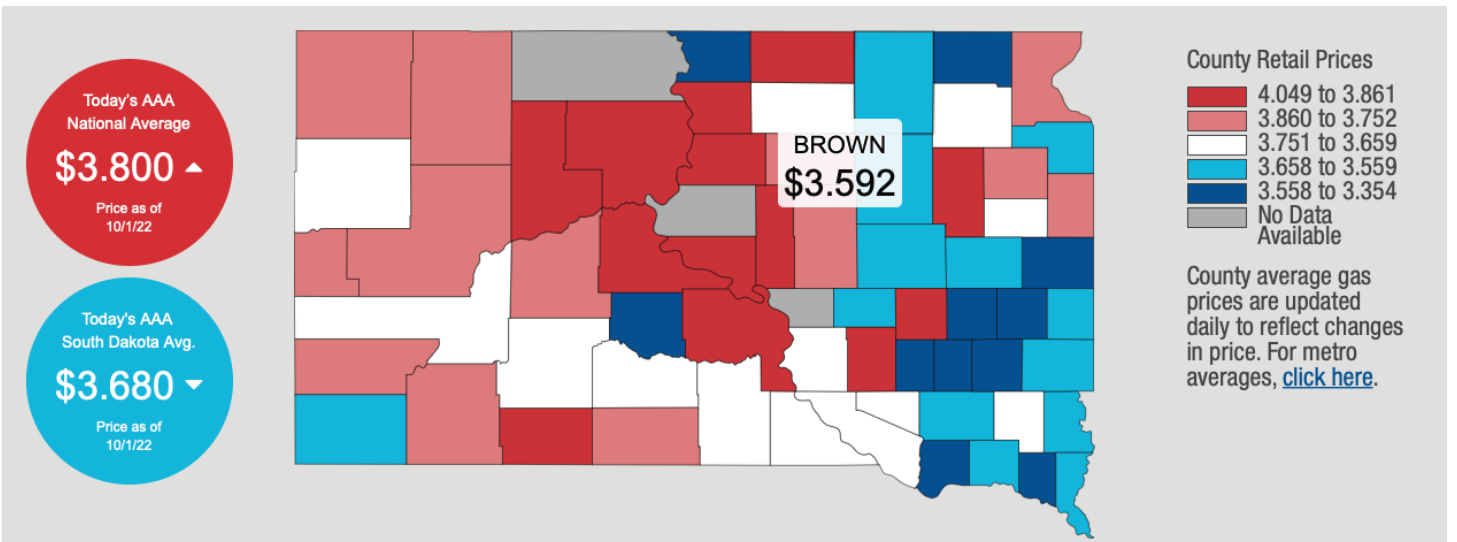 Today's AAA
National Average
$3.800
Price as of
10/1/22
Today's AAA
South Dakota Avg.
$3.680
Price as of
10/1/22
BROWN
$3.592
County Retail Prices
4.049 to 3.861
3.860 to 3.752
3.751 to 3.659
3.658 to 3.559
3.558 to 3.354
No Data
Available
County average gas
prices are updated
daily to reflect changes
in price. For metro
averages, click here.